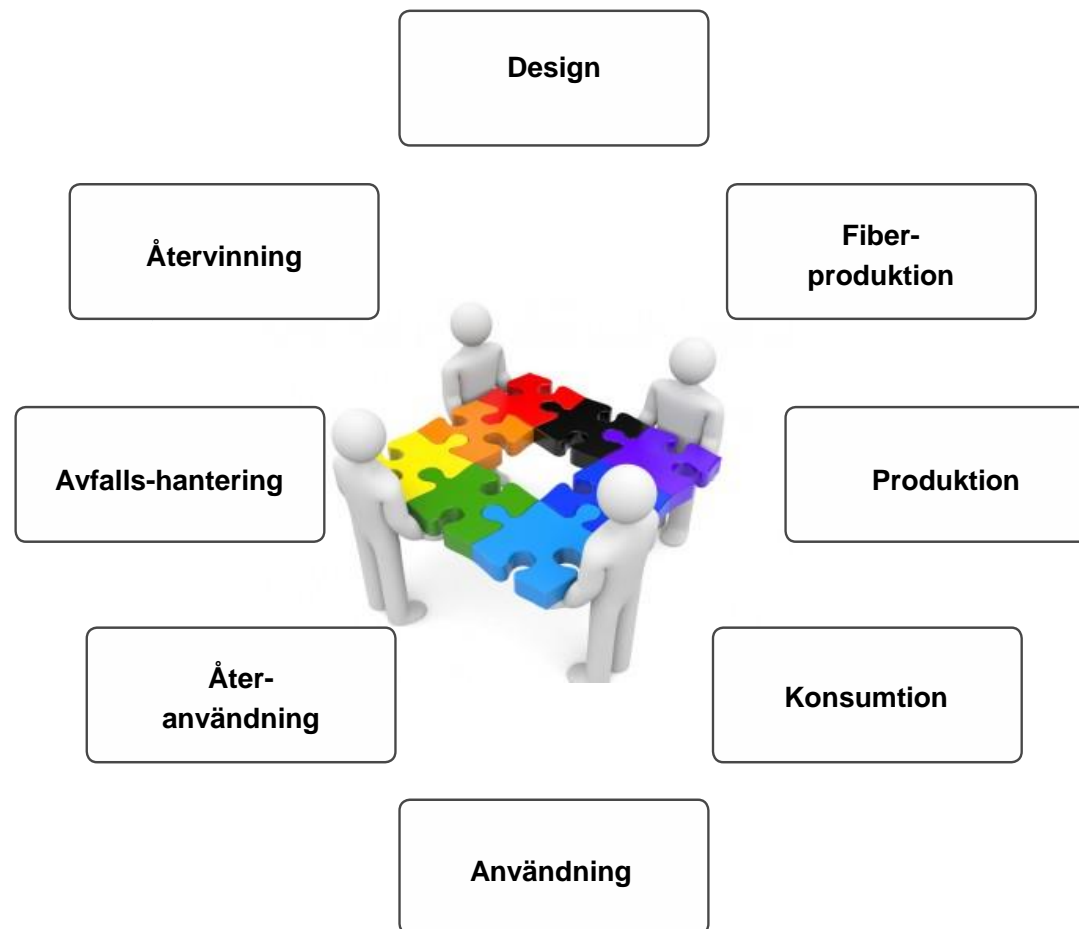 Design
Återvinning
Fiber-
produktion
Avfalls-hantering
Produktion
Åter-
användning
Konsumtion
Användning